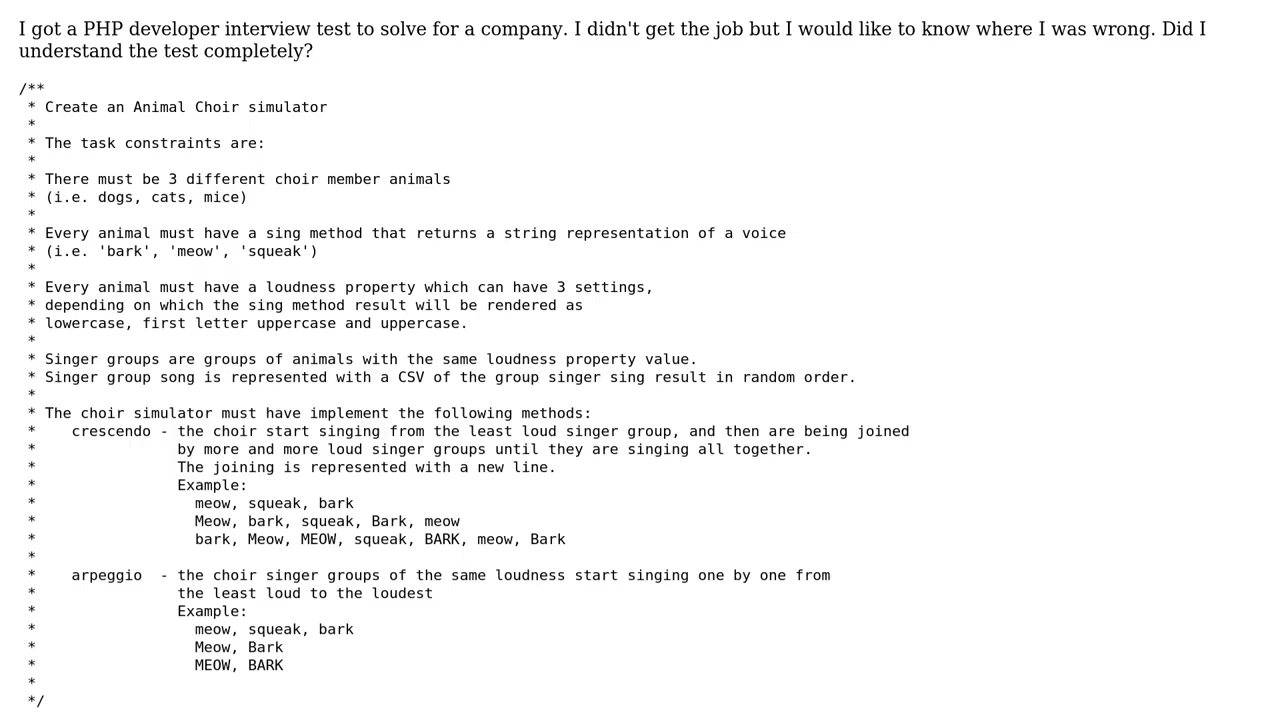 I got a PHP developer interview test to solve for a company. I didn't get the job but I would like to know where I was wrong. Did I
understand the test completely?
/**
 * Create an Animal Choir simulator
 *
 * The task constraints are:
 *
 * There must be 3 different choir member animals
 * (i.e. dogs, cats, mice)
 *
 * Every animal must have a sing method that returns a string representation of a voice
 * (i.e. 'bark', 'meow', 'squeak')
 *
 * Every animal must have a loudness property which can have 3 settings,
 * depending on which the sing method result will be rendered as
 * lowercase, first letter uppercase and uppercase.
 *
 * Singer groups are groups of animals with the same loudness property value.
 * Singer group song is represented with a CSV of the group singer sing result in random order.
 *
 * The choir simulator must have implement the following methods:
 *    crescendo - the choir start singing from the least loud singer group, and then are being joined
 *                by more and more loud singer groups until they are singing all together.
 *                The joining is represented with a new line.
 *                Example:
 *                  meow, squeak, bark
 *                  Meow, bark, squeak, Bark, meow
 *                  bark, Meow, MEOW, squeak, BARK, meow, Bark
 *
 *    arpeggio  - the choir singer groups of the same loudness start singing one by one from
 *                the least loud to the loudest
 *                Example:
 *                  meow, squeak, bark
 *                  Meow, Bark
 *                  MEOW, BARK
 *
 */